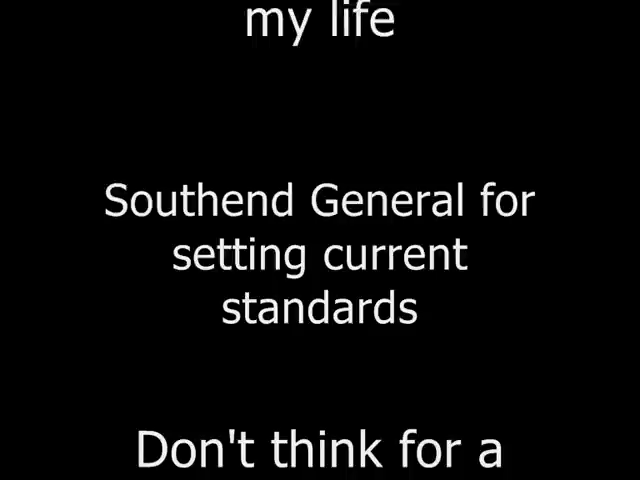 my life
Southend General for
setting current
standards
Don't think for a